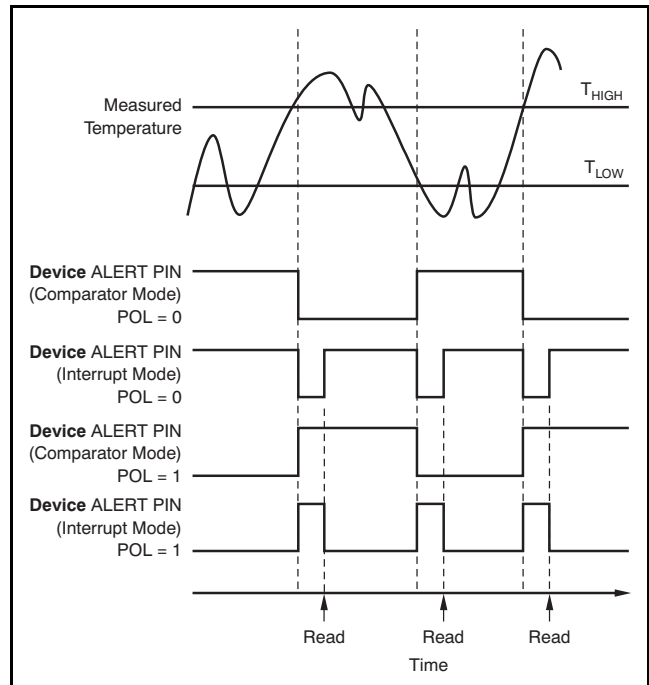 Measured
Temperature
THIGH
TLOW
Device ALERT PIN
(Comparator Mode)
POL = 0
Device ALERT PIN
(Interrupt Mode)
POL = 0
Device ALERT PIN
(Comparator Mode)
POL = 1
Device ALERT PIN
(Interrupt Mode)
POL = 1
Read Read Read
Time